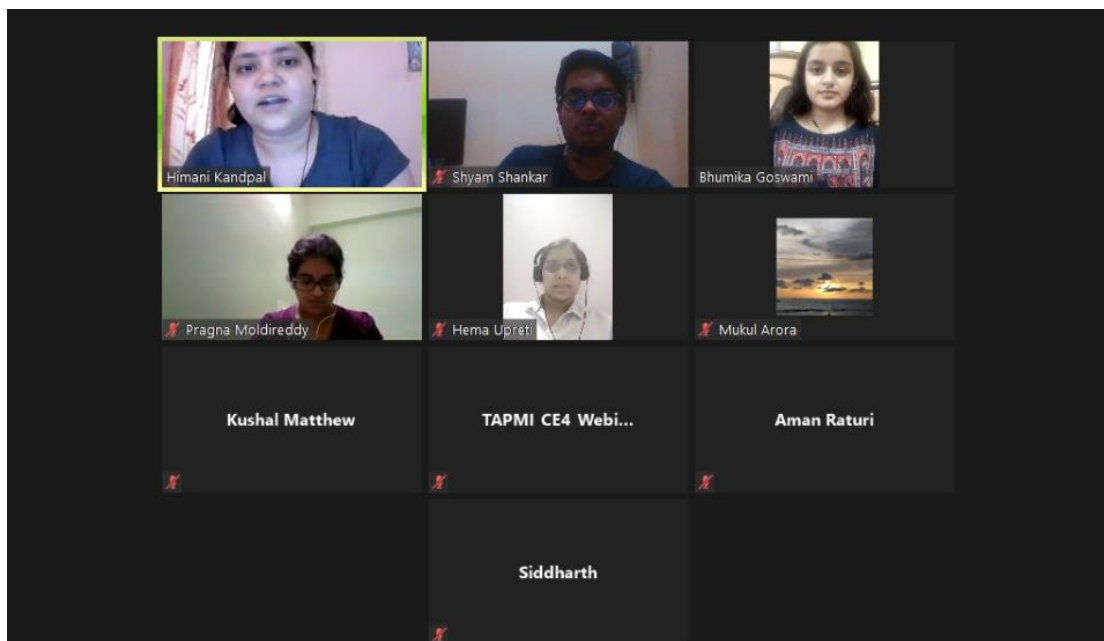 Himani Kandpal
Shyam Shankar
Bhumika Goswami
Pragna Moldireddy
Hema Upreti
Mukul Arora
Kushal Matthew
TAPMI CE4 Webi...
Aman Raturi
Siddharth